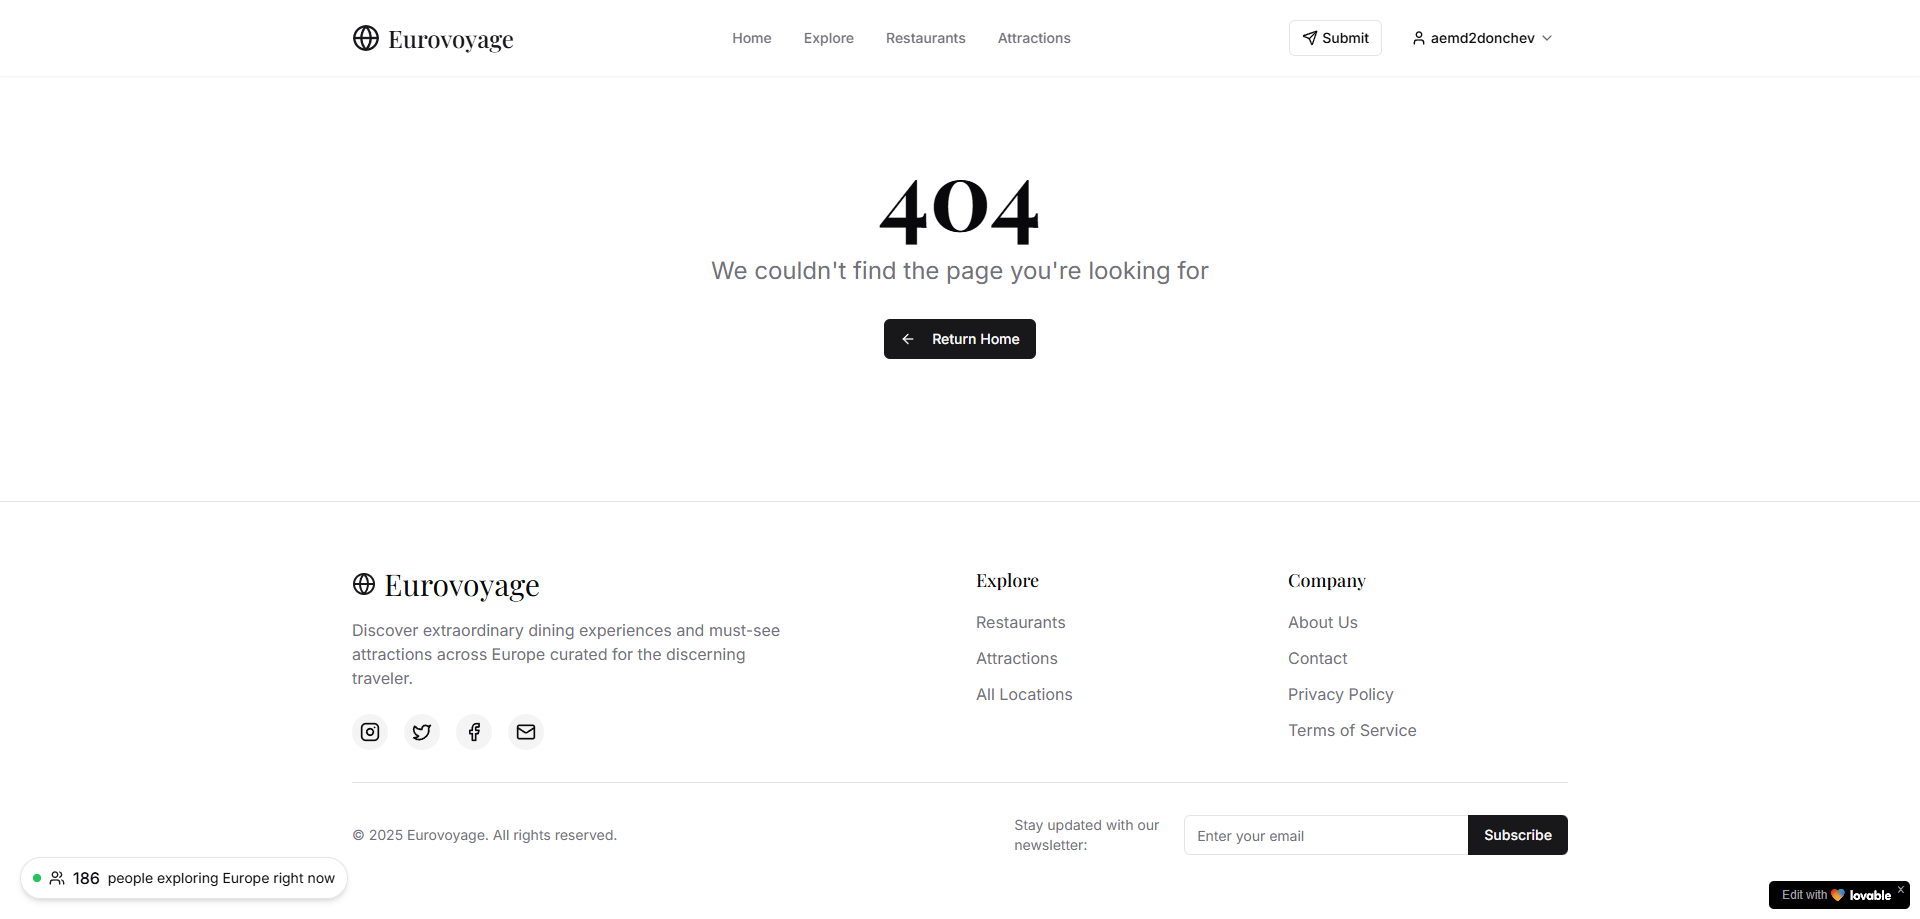 Eurovoyage
Home
Explore
Restaurants
Attractions
Submit
aemd2donchev
404
We couldn't find the page you're looking for
Return Home
Eurovoyage
Discover extraordinary dining experiences and must-see
attractions across Europe curated for the discerning
traveler.
Explore
Restaurants
Attractions
All Locations
Company
About Us
Contact
Privacy Policy
Terms of Service
© 2025 Eurovoyage. All rights reserved.
Stay updated with our
newsletter:
Enter your email
Subscribe
186 people exploring Europe right now
Edit with lovable